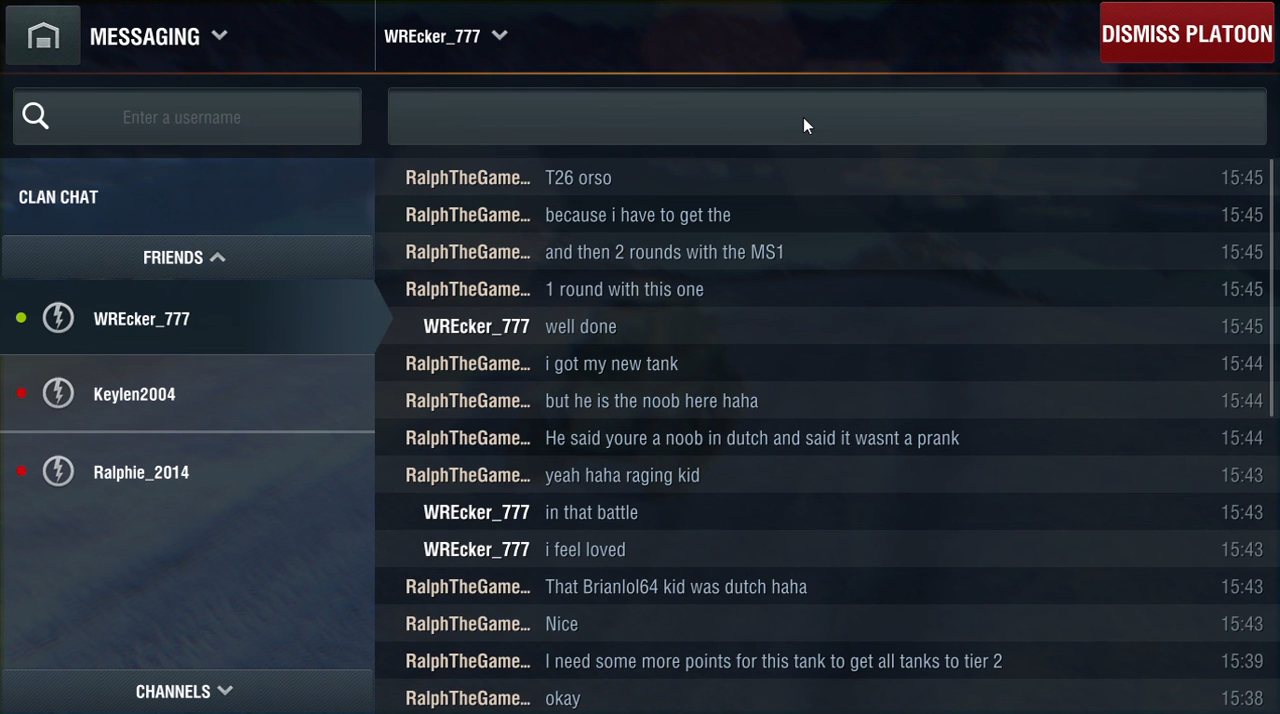 MESSAGING
WREcker_777
DISMISS PLATOON
Enter a username
CLAN CHAT
FRIENDS
WREcker_777
Keylen2004
Ralphie_2014
CHANNELS
RalphTheGame... T26 orso 15:45
RalphTheGame... because i have to get the 15:45
RalphTheGame... and then 2 rounds with the MS1 15:45
RalphTheGame... 1 round with this one 15:45
WREcker_777 well done 15:45
RalphTheGame... i got my new tank 15:44
RalphTheGame... but he is the noob here haha 15:44
RalphTheGame... He said youre a noob in dutch and said it wasnt a prank 15:44
RalphTheGame... yeah haha raging kid 15:43
WREcker_777 in that battle 15:43
WREcker_777 i feel loved 15:43
RalphTheGame... That Brianlol64 kid was dutch haha 15:43
RalphTheGame... Nice 15:43
RalphTheGame... I need some more points for this tank to get all tanks to tier 2 15:39
RalphTheGame... okay 15:38